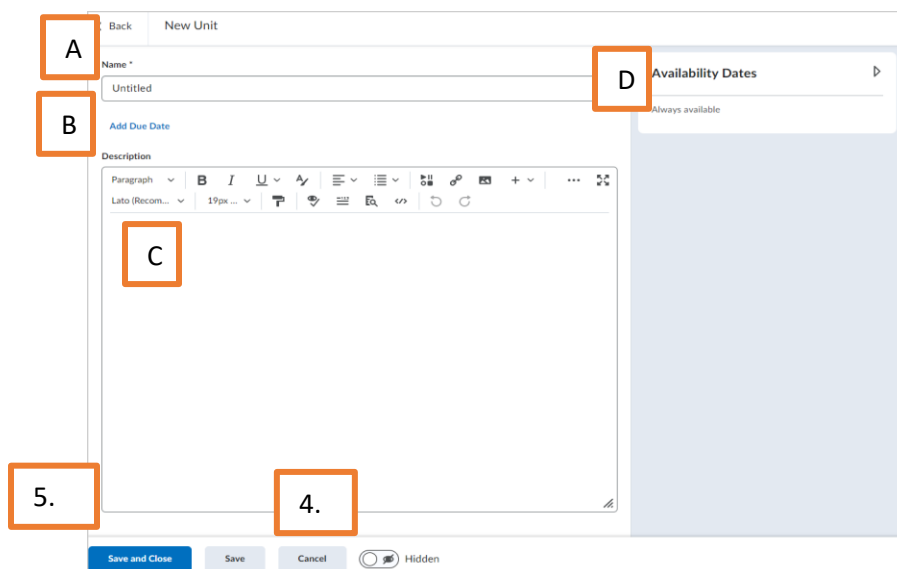 Back New Unit
A
Name *
Untitled
D
Availability Dates
Always available
B
Add Due Date
Description
Paragraph B I U A
Lato (Recom... 19px ...
C
5.
4.
Save and Close Save Cancel Hidden